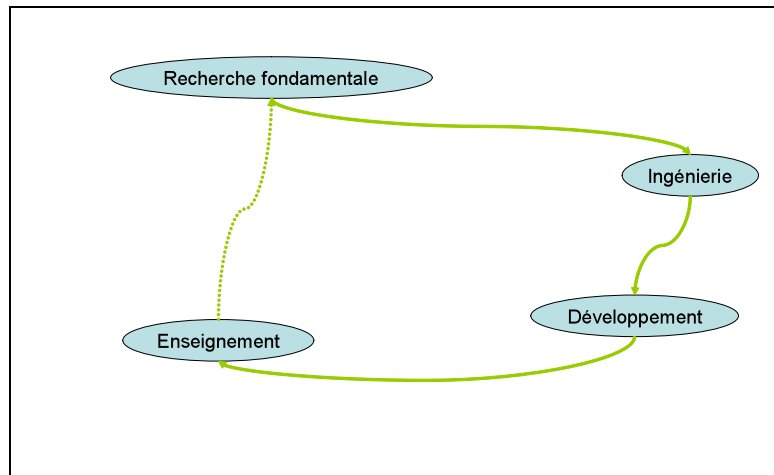 Recherche fondamentale
Ingénierie
Développement
Enseignement